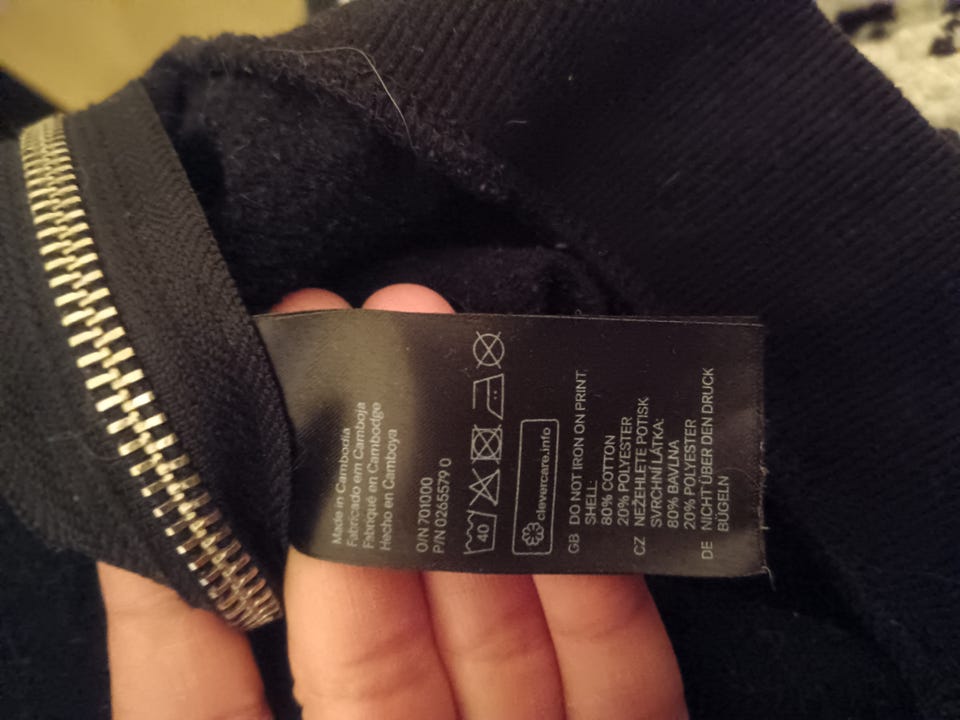 Made in Cambodia
Fabricado em Camboja
Fabriqué en Cambodge
Hecho en Camboya
O/N 701000
P/N 0265579 0
40
clevercare.info
GB DO NOT IRON ON PRINT.
SHELL:
80% COTTON
20% POLYESTER
CZ NEŽEHLETE POTISK
SVRCHNÍ LÁTKA:
80% BAVLNA
20% POLYESTER
DE NICHT ÜBER DEN DRUCK
BÜGELN